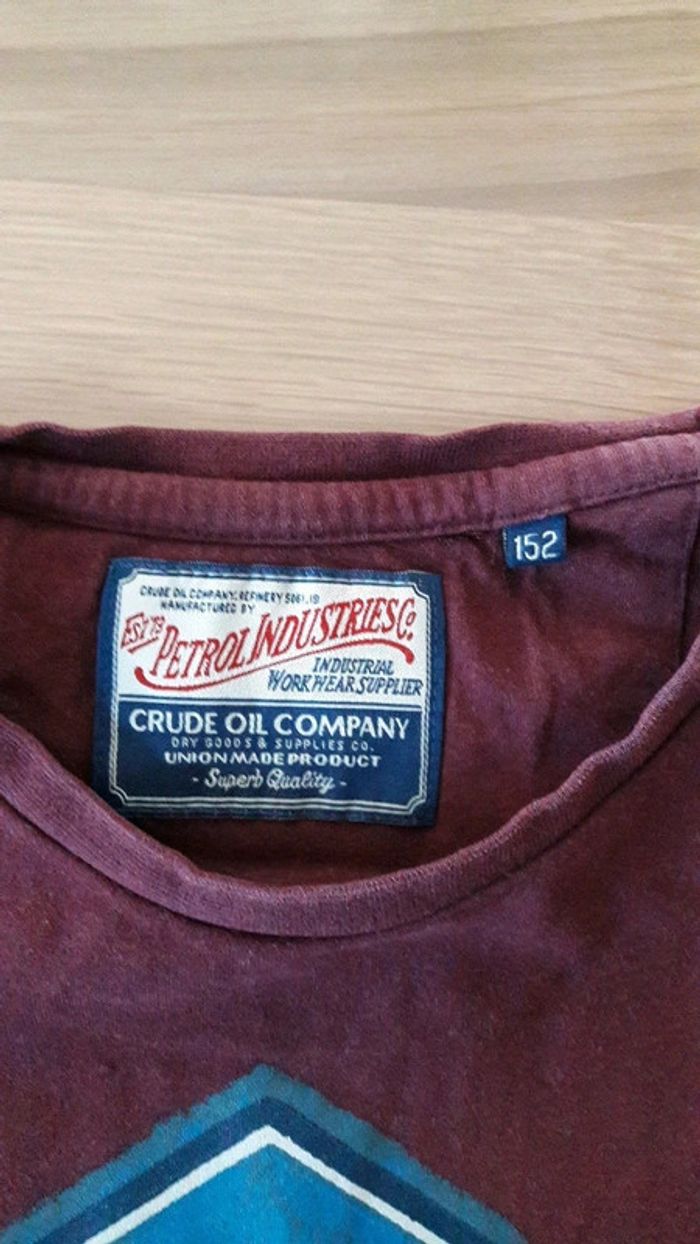 152
CRUDE OIL COMPANY, REFINERY
MANUFACTURED BY
PETROL INDUSTRIES Co.
INDUSTRIAL
WORKWEAR SUPPLIER
CRUDE OIL COMPANY
DRY GOODS & SUPPLIES CO.
UNION MADE PRODUCT
- Superb Quality -